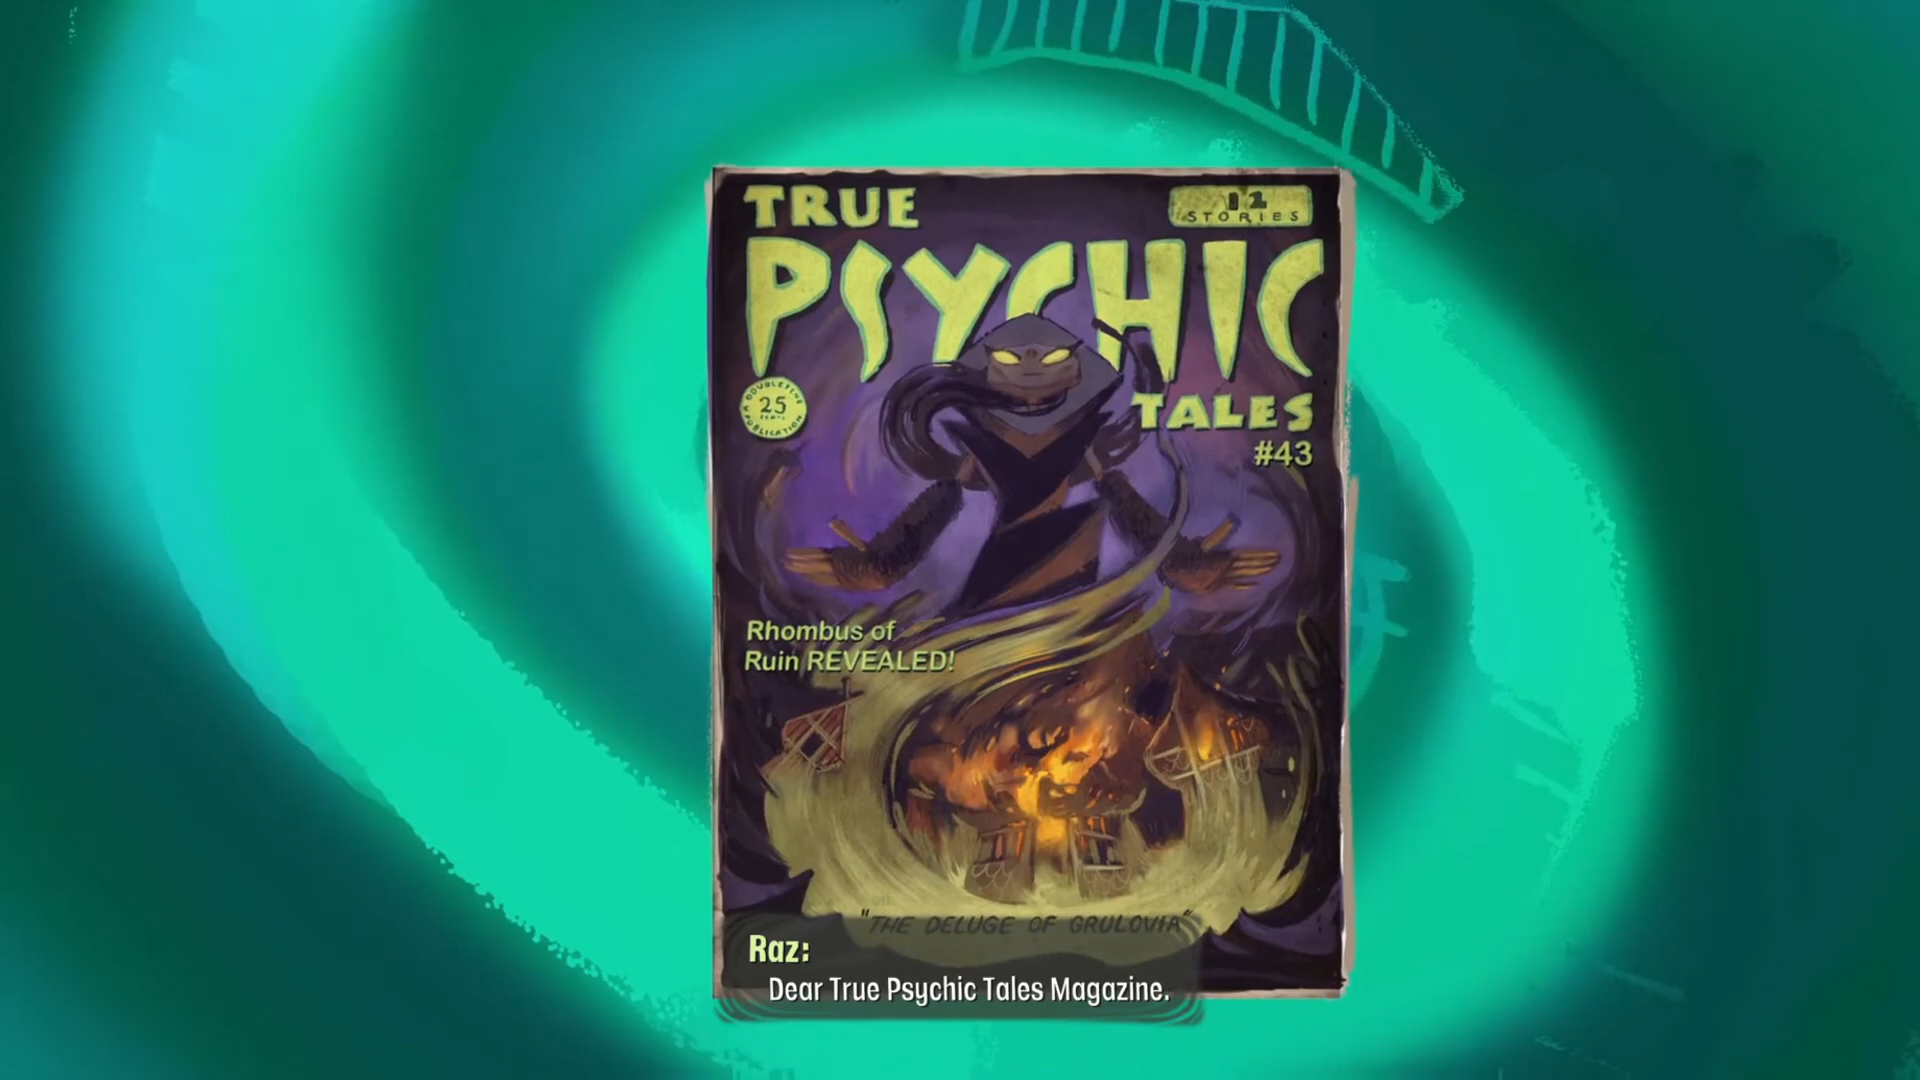 TRUE
12
STORIES
PSYCHIC
TALES
#43
A DOUBLEFINE
25
CENTS
PUBLICATION
Rhombus of
Ruin REVEALED!
"THE DELUGE OF GRULOVIA"
Raz:
Dear True Psychic Tales Magazine.